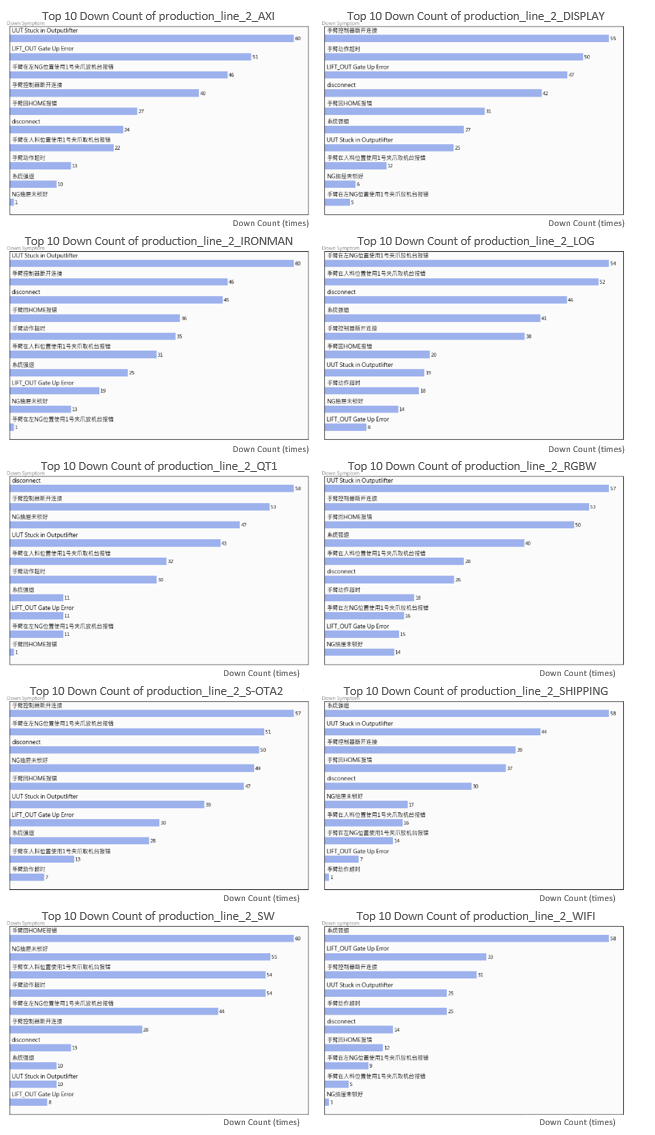 Top 10 Down Count of production_line_2_AXI
Down Symptom
UUT Stuck in Outputlifter
60
LIFT_OUT Gate Up Error
51
手臂在左NG位置使用1号夹爪放机台报错
46
手臂控制器断开连接
40
手臂回HOME报错
27
disconnect
24
手臂在入料位置使用1号夹爪取机台报错
22
手臂动作超时
13
系统强组
10
NG抽屉未锁好
1
Down Count (times)
Top 10 Down Count of production_line_2_DISPLAY
Down Symptom
手臂控制器断开连接
55
手臂动作超时
50
LIFT_OUT Gate Up Error
47
disconnect
42
手臂回HOME报错
31
系统强组
27
UUT Stuck in Outputlifter
25
手臂在入料位置使用1号夹爪取机台报错
12
NG抽屉未锁好
6
手臂在左NG位置使用1号夹爪放机台报错
5
Down Count (times)
Top 10 Down Count of production_line_2_IRONMAN
Down Symptom
UUT Stuck in Outputlifter
60
手臂控制器断开连接
46
disconnect
45
手臂回HOME报错
36
手臂动作超时
35
手臂在入料位置使用1号夹爪取机台报错
31
系统强组
25
LIFT_OUT Gate Up Error
19
NG抽屉未锁好
13
手臂在左NG位置使用1号夹爪放机台报错
1
Down Count (times)
Top 10 Down Count of production_line_2_LOG
Down Symptom
手臂在左NG位置使用1号夹爪放机台报错
54
手臂在入料位置使用1号夹爪取机台报错
52
disconnect
46
系统强组
41
手臂控制器断开连接
38
手臂回HOME报错
20
UUT Stuck in Outputlifter
19
手臂动作超时
18
NG抽屉未锁好
14
LIFT_OUT Gate Up Error
8
Down Count (times)
Top 10 Down Count of production_line_2_QT1
Down Symptom
disconnect
58
手臂控制器断开连接
53
NG抽屉未锁好
47
UUT Stuck in Outputlifter
43
手臂在入料位置使用1号夹爪取机台报错
32
手臂动作超时
30
系统强组
11
LIFT_OUT Gate Up Error
11
手臂在左NG位置使用1号夹爪放机台报错
11
手臂回HOME报错
1
Down Count (times)
Top 10 Down Count of production_line_2_RGBW
Down Symptom
UUT Stuck in Outputlifter
57
手臂控制器断开连接
53
手臂回HOME报错
50
系统强组
40
手臂在入料位置使用1号夹爪取机台报错
28
disconnect
26
手臂动作超时
18
手臂在左NG位置使用1号夹爪放机台报错
16
LIFT_OUT Gate Up Error
15
NG抽屉未锁好
14
Down Count (times)
Top 10 Down Count of production_line_2_S-OTA2
Down Symptom
手臂控制器断开连接
57
手臂在左NG位置使用1号夹爪放机台报错
51
disconnect
50
NG抽屉未锁好
49
手臂回HOME报错
47
UUT Stuck in Outputlifter
39
LIFT_OUT Gate Up Error
30
系统强组
28
手臂在入料位置使用1号夹爪取机台报错
13
手臂动作超时
7
Down Count (times)
Top 10 Down Count of production_line_2_SHIPPING
Down Symptom
系统强组
58
UUT Stuck in Outputlifter
44
手臂控制器断开连接
39
手臂回HOME报错
37
disconnect
30
NG抽屉未锁好
17
手臂在入料位置使用1号夹爪取机台报错
16
手臂在左NG位置使用1号夹爪放机台报错
14
LIFT_OUT Gate Up Error
7
手臂动作超时
1
Down Count (times)
Top 10 Down Count of production_line_2_SW
Down Symptom
手臂回HOME报错
60
NG抽屉未锁好
55
手臂在入料位置使用1号夹爪取机台报错
54
手臂动作超时
54
手臂在左NG位置使用1号夹爪放机台报错
44
手臂控制器断开连接
28
disconnect
13
系统强组
10
UUT Stuck in Outputlifter
10
LIFT_OUT Gate Up Error
8
Down Count (times)
Top 10 Down Count of production_line_2_WIFI
Down Symptom
系统强组
58
LIFT_OUT Gate Up Error
33
手臂控制器断开连接
31
UUT Stuck in Outputlifter
25
手臂动作超时
25
disconnect
14
手臂回HOME报错
12
手臂在左NG位置使用1号夹爪放机台报错
9
手臂在入料位置使用1号夹爪取机台报错
5
NG抽屉未锁好
1
Down Count (times)